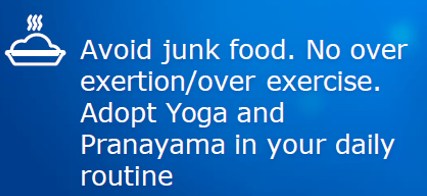 Avoid junk food. No over
exertion/over exercise.
Adopt Yoga and
Pranayama in your daily
routine